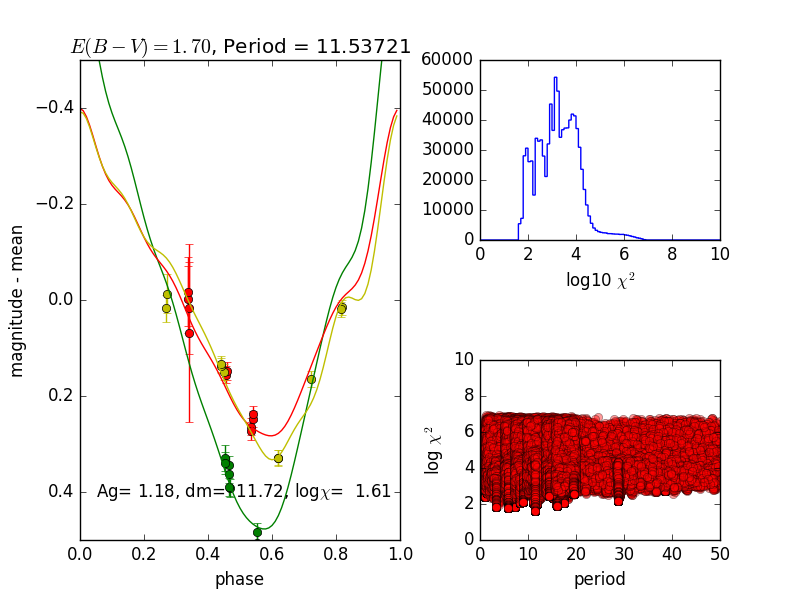 E(B − V) = 1.70, Period = 11.53721
−0.4
−0.2
0.0
0.2
0.4
magnitude - mean
Ag= 1.18, dm= 11.72, logχ= 1.61
0.0 0.2 0.4 0.6 0.8 1.0
phase
60000
50000
40000
30000
20000
10000
0
0 2 4 6 8 10
log10 χ²
10
8
6
4
2
0
log χ²
0 10 20 30 40 50
period